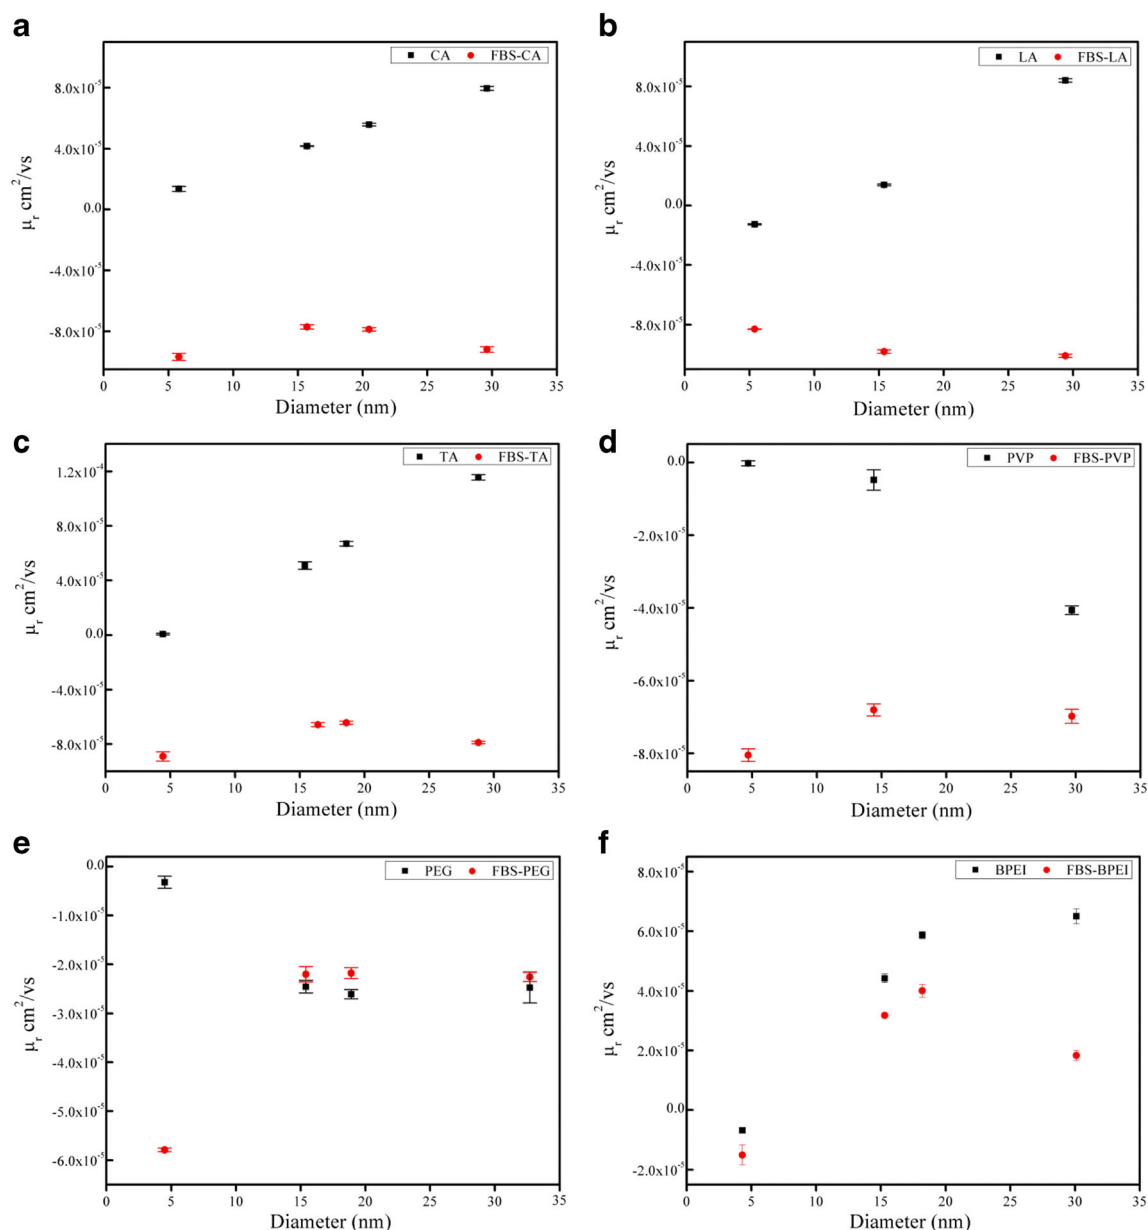 a
CA FBS-CA
8.0x10⁻⁵
4.0x10⁻⁵
0.0
-4.0x10⁻⁵
-8.0x10⁻⁵
μr cm²/vs
0 5 10 15 20 25 30 35
Diameter (nm)
b
LA FBS-LA
8.0x10⁻⁵
4.0x10⁻⁵
0.0
-4.0x10⁻⁵
-8.0x10⁻⁵
μr cm²/vs
0 5 10 15 20 25 30 35
Diameter (nm)
c
TA FBS-TA
1.2x10⁻⁴
8.0x10⁻⁵
4.0x10⁻⁵
0.0
-4.0x10⁻⁵
-8.0x10⁻⁵
μr cm²/vs
0 5 10 15 20 25 30 35
Diameter (nm)
d
PVP FBS-PVP
0.0
-2.0x10⁻⁵
-4.0x10⁻⁵
-6.0x10⁻⁵
-8.0x10⁻⁵
μr cm²/vs
0 5 10 15 20 25 30 35
Diameter (nm)
e
PEG FBS-PEG
0.0
-1.0x10⁻⁵
-2.0x10⁻⁵
-3.0x10⁻⁵
-4.0x10⁻⁵
-5.0x10⁻⁵
-6.0x10⁻⁵
μr cm²/vs
0 5 10 15 20 25 30 35
Diameter (nm)
f
BPEI FBS-BPEI
8.0x10⁻⁵
6.0x10⁻⁵
4.0x10⁻⁵
2.0x10⁻⁵
0.0
-2.0x10⁻⁵
μr cm²/vs
0 5 10 15 20 25 30 35
Diameter (nm)